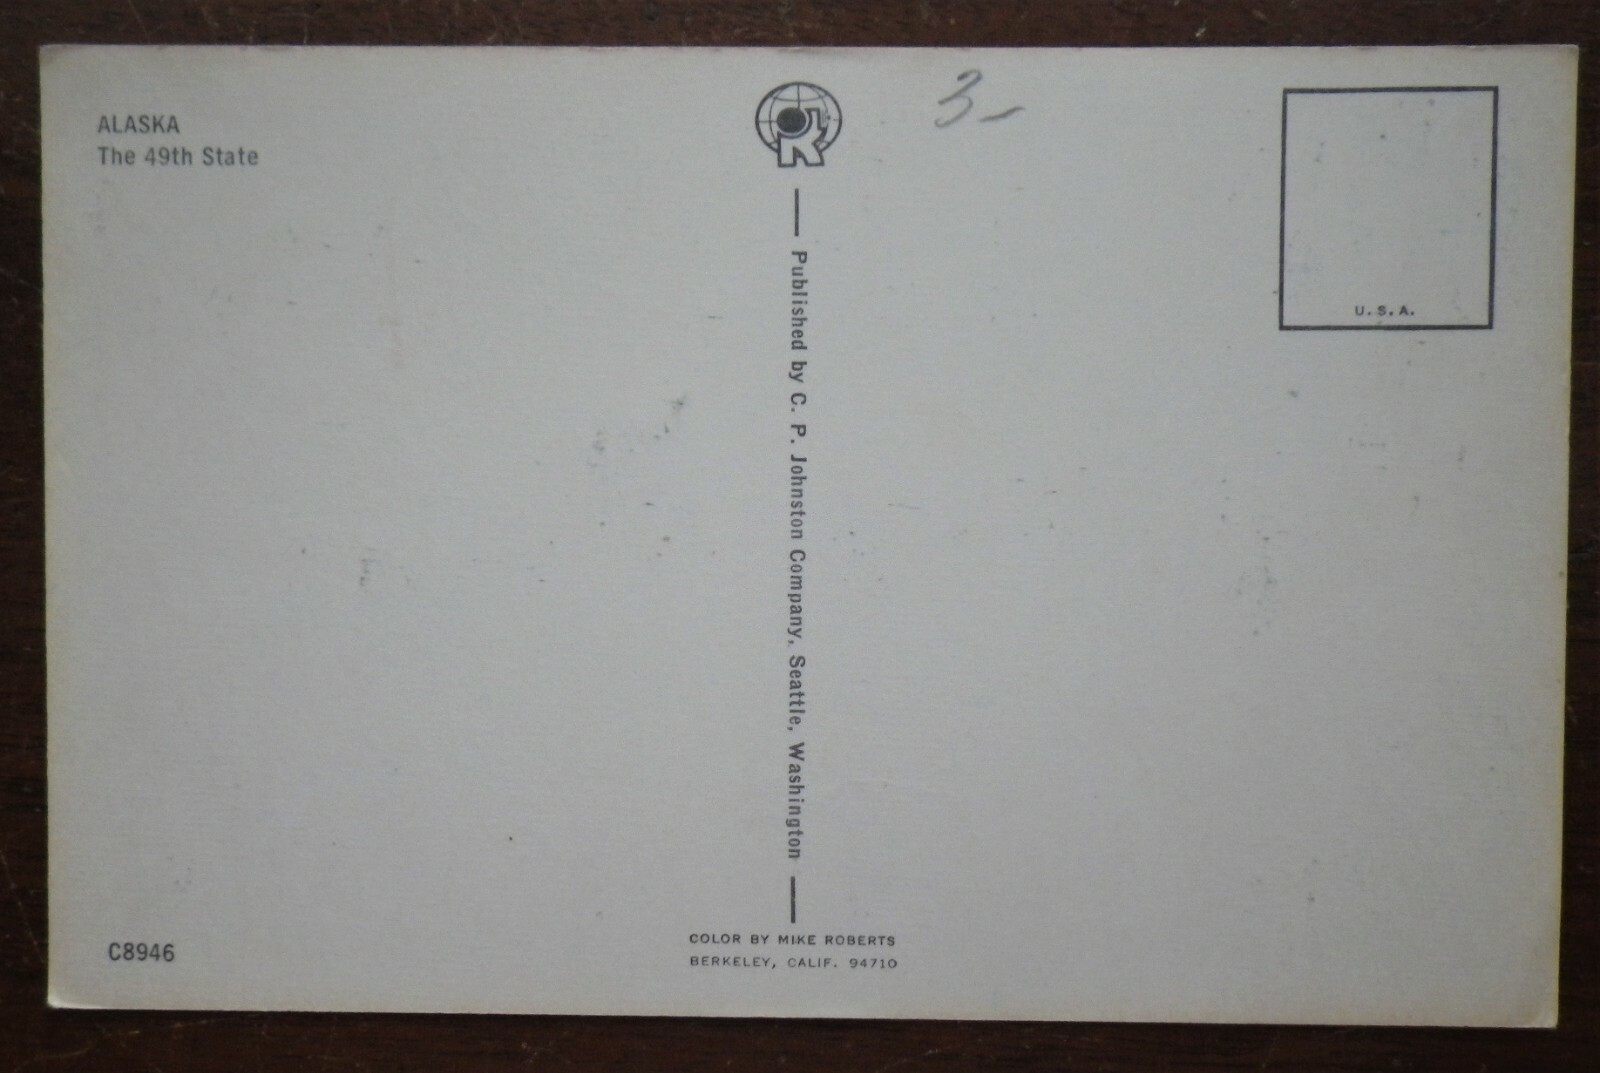 ALASKA
The 49th State
3-
U.S.A.
Published by C. P. Johnston Company, Seattle, Washington
C8946
COLOR BY MIKE ROBERTS
BERKELEY, CALIF. 94710